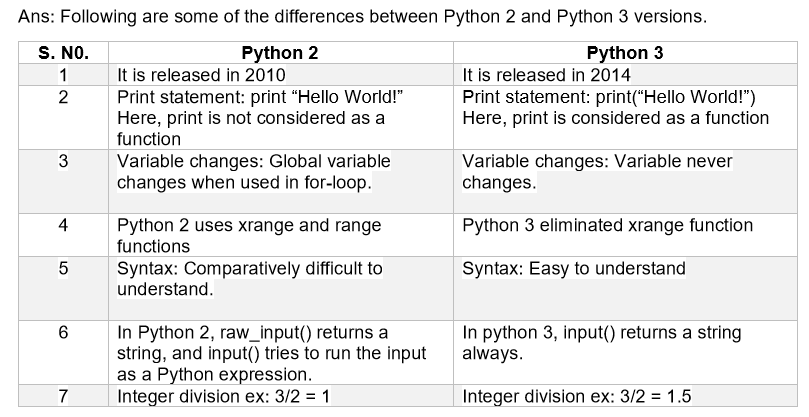 Ans: Following are some of the differences between Python 2 and Python 3 versions.
S. N0. Python 2 Python 3
1 It is released in 2010 It is released in 2014
2 Print statement: print “Hello World!” Print statement: print(“Hello World!”)
Here, print is not considered as a Here, print is considered as a function
function
3 Variable changes: Global variable Variable changes: Variable never
changes when used in for-loop. changes.
4 Python 2 uses xrange and range Python 3 eliminated xrange function
functions
5 Syntax: Comparatively difficult to Syntax: Easy to understand
understand.
6 In Python 2, raw_input() returns a In python 3, input() returns a string
string, and input() tries to run the input always.
as a Python expression.
7 Integer division ex: 3/2 = 1 Integer division ex: 3/2 = 1.5